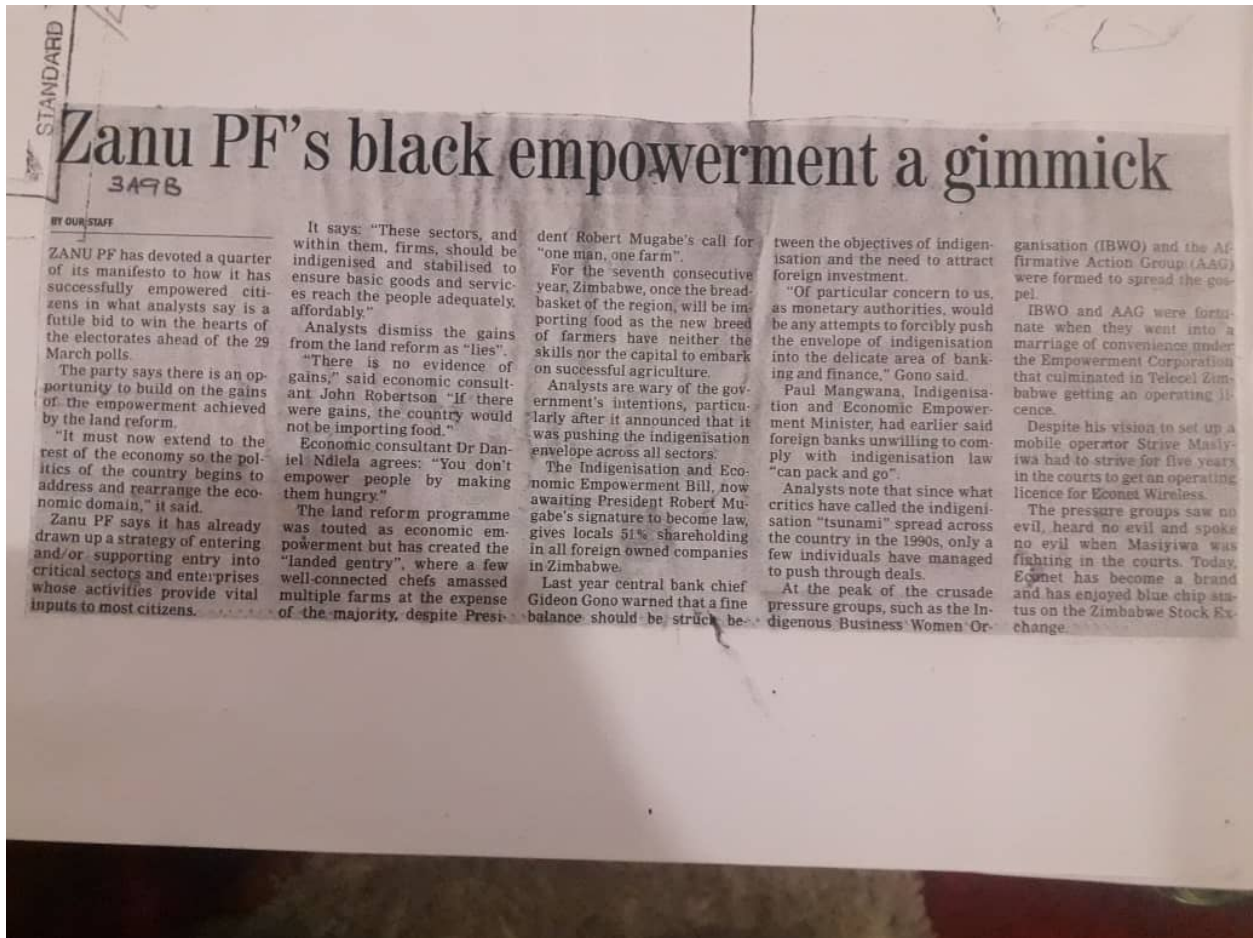 STANDARD
Zanu PF's black empowerment a gimmick
3A9B
BY OUR STAFF
ZANU PF has devoted a quarter
of its manifesto to how it has
successfully empowered citi-
zens in what analysts say is a
futile bid to win the hearts of
the electorates ahead of the 29
March polls.
The party says there is an op-
portunity to build on the gains
of the empowerment achieved
by the land reform.
"It must now extend to the
rest of the economy so the pol-
itics of the country begins to
address and rearrange the eco-
nomic domain," it said.
Zanu PF says it has already
drawn up a strategy of entering
and/or supporting entry into
critical sectors and enterprises
whose activities provide vital
inputs to most citizens.
It says: "These sectors, and
within them, firms, should be
indigenised and stabilised to
ensure basic goods and servic-
es reach the people adequately,
affordably."
Analysts dismiss the gains
from the land reform as "lies".
"There is no evidence of
gains," said economic consult-
ant John Robertson "If there
were gains, the country would
not be importing food."
Economic consultant Dr Dan-
iel Ndlela agrees: "You don't
empower people by making
them hungry."
The land reform programme
was touted as economic em-
powerment but has created the
"landed gentry", where a few
well-connected chefs amassed
multiple farms at the expense
of the majority, despite Presi-
dent Robert Mugabe's call for
"one man, one farm".
For the seventh consecutive
year, Zimbabwe, once the bread-
basket of the region, will be im-
porting food as the new breed
of farmers have neither the
skills nor the capital to embark
on successful agriculture.
Analysts are wary of the gov-
ernment's intentions, particu-
larly after it announced that it
was pushing the indigenisation
envelope across all sectors.
The Indigenisation and Eco-
nomic Empowerment Bill, now
awaiting President Robert Mu-
gabe's signature to become law,
gives locals 51% shareholding
in all foreign owned companies
in Zimbabwe.
Last year central bank chief
Gideon Gono warned that a fine
balance should be struck be-
tween the objectives of indigen-
isation and the need to attract
foreign investment.
"Of particular concern to us,
as monetary authorities, would
be any attempts to forcibly push
the envelope of indigenisation
into the delicate area of bank-
ing and finance," Gono said.
Paul Mangwana, Indigenisa-
tion and Economic Empower-
ment Minister, had earlier said
foreign banks unwilling to com-
ply with indigenisation law
"can pack and go".
Analysts note that since what
critics have called the indigeni-
sation "tsunami" spread across
the country in the 1990s, only a
few individuals have managed
to push through deals.
At the peak of the crusade
pressure groups, such as the In-
digenous Business Women Or-
ganisation (IBWO) and the Af-
firmative Action Group (AAG)
were formed to spread the gos-
pel.
IBWO and AAG were fortu-
nate when they went into a
marriage of convenience under
the Empowerment Corporation
that culminated in Telecel Zim-
babwe getting an operating li-
cence.
Despite his vision to set up a
mobile operator Strive Masiy-
iwa had to strive for five years
in the courts to get an operating
licence for Econet Wireless.
The pressure groups saw no
evil, heard no evil and spoke
no evil when Masiyiwa was
fighting in the courts. Today,
Econet has become a brand
and has enjoyed blue chip sta-
tus on the Zimbabwe Stock Ex-
change.